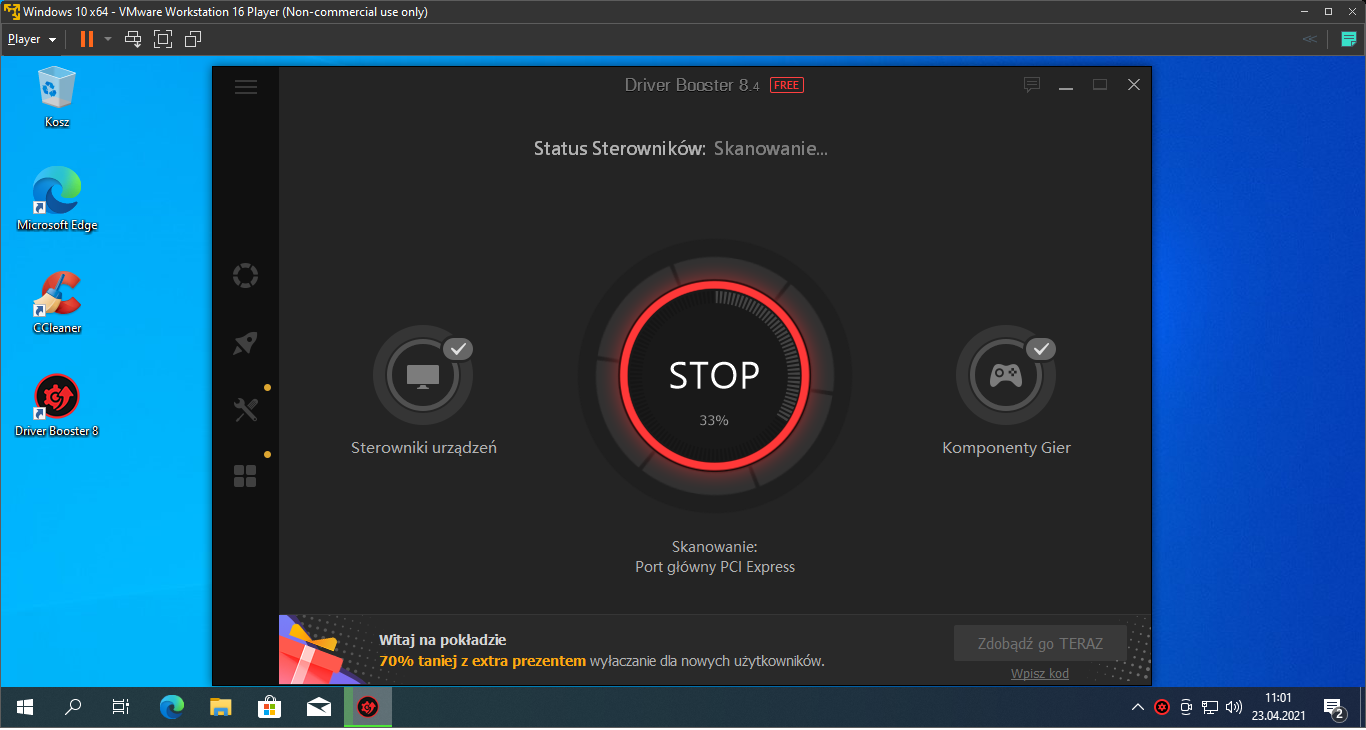 Windows 10 x64 - VMware Workstation 16 Player (Non-commercial use only)
Player
Kosz
Microsoft Edge
CCleaner
Driver Booster 8
Driver Booster 8.4 FREE
Status Sterowników: Skanowanie...
STOP
33%
Sterowniki urządzeń
Komponenty Gier
Skanowanie:
Port główny PCI Express
Witaj na pokładzie
70% taniej z extra prezentem wyłaczanie dla nowych użytkowników.
Zdobądź go TERAZ
Wpisz kod
11:01
23.04.2021
2